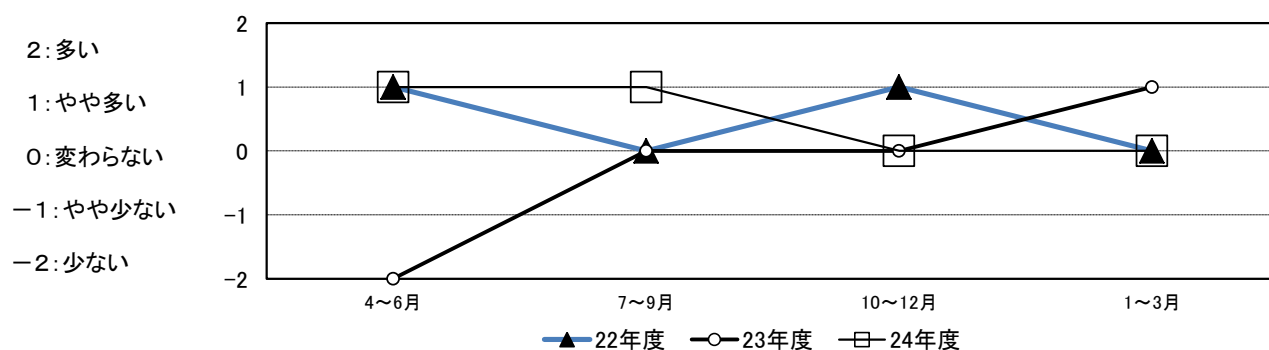 2:多い
1:やや多い
0:変わらない
-1:やや少ない
-2:少ない
2
1
0
-1
-2
4~6月 7~9月 10~12月 1~3月
22年度 23年度 24年度